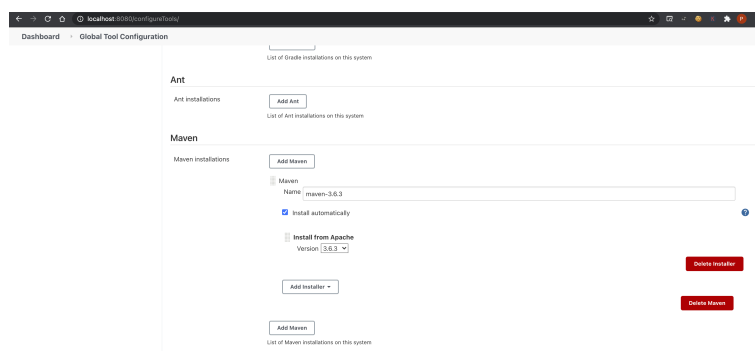 localhost:8080/configureTools/
P
Dashboard Global Tool Configuration
List of Gradle installations on this system
Ant
Ant installations
Add Ant
List of Ant installations on this system
Maven
Maven installations
Add Maven
Maven
Name maven-3.6.3
Install automatically ?
Install from Apache
Version 3.6.3
Delete Installer
Add Installer
Delete Maven
Add Maven
List of Maven installations on this system